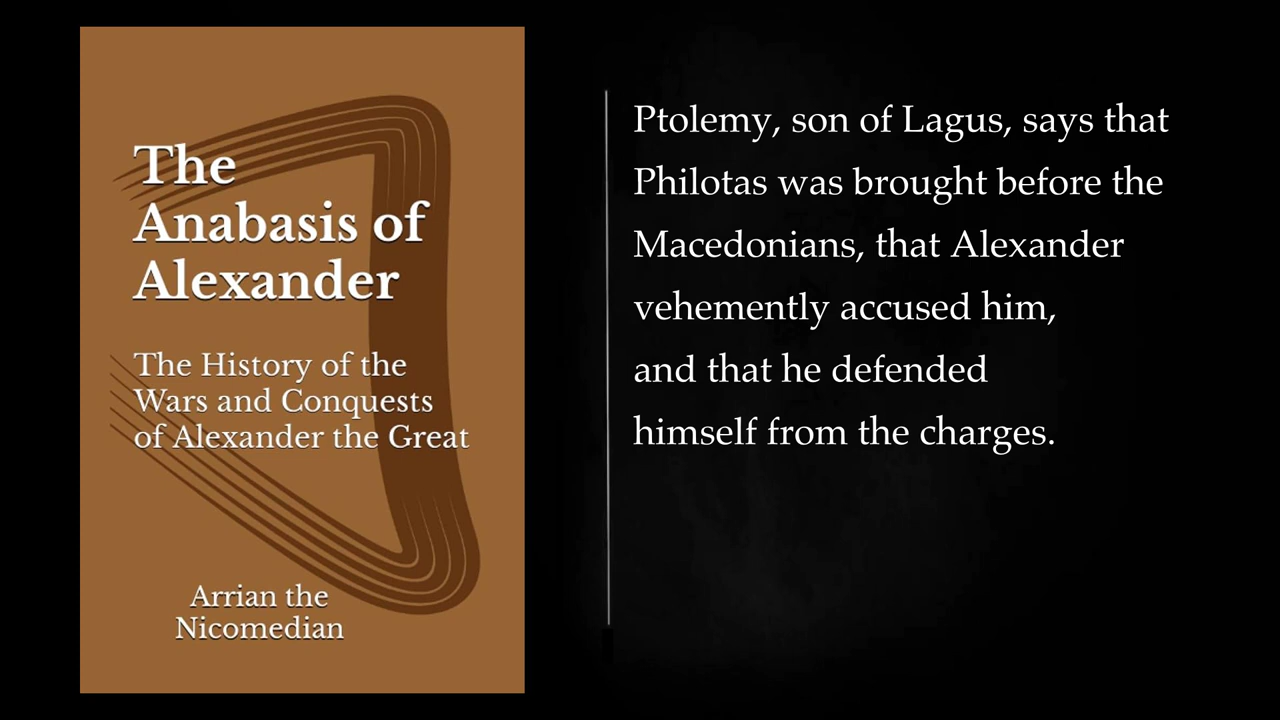 The
Anabasis of
Alexander
The History of the
Wars and Conquests
of Alexander the Great
Arrian the
Nicomedian
Ptolemy, son of Lagus, says that
Philotas was brought before the
Macedonians, that Alexander
vehemently accused him,
and that he defended
himself from the charges.